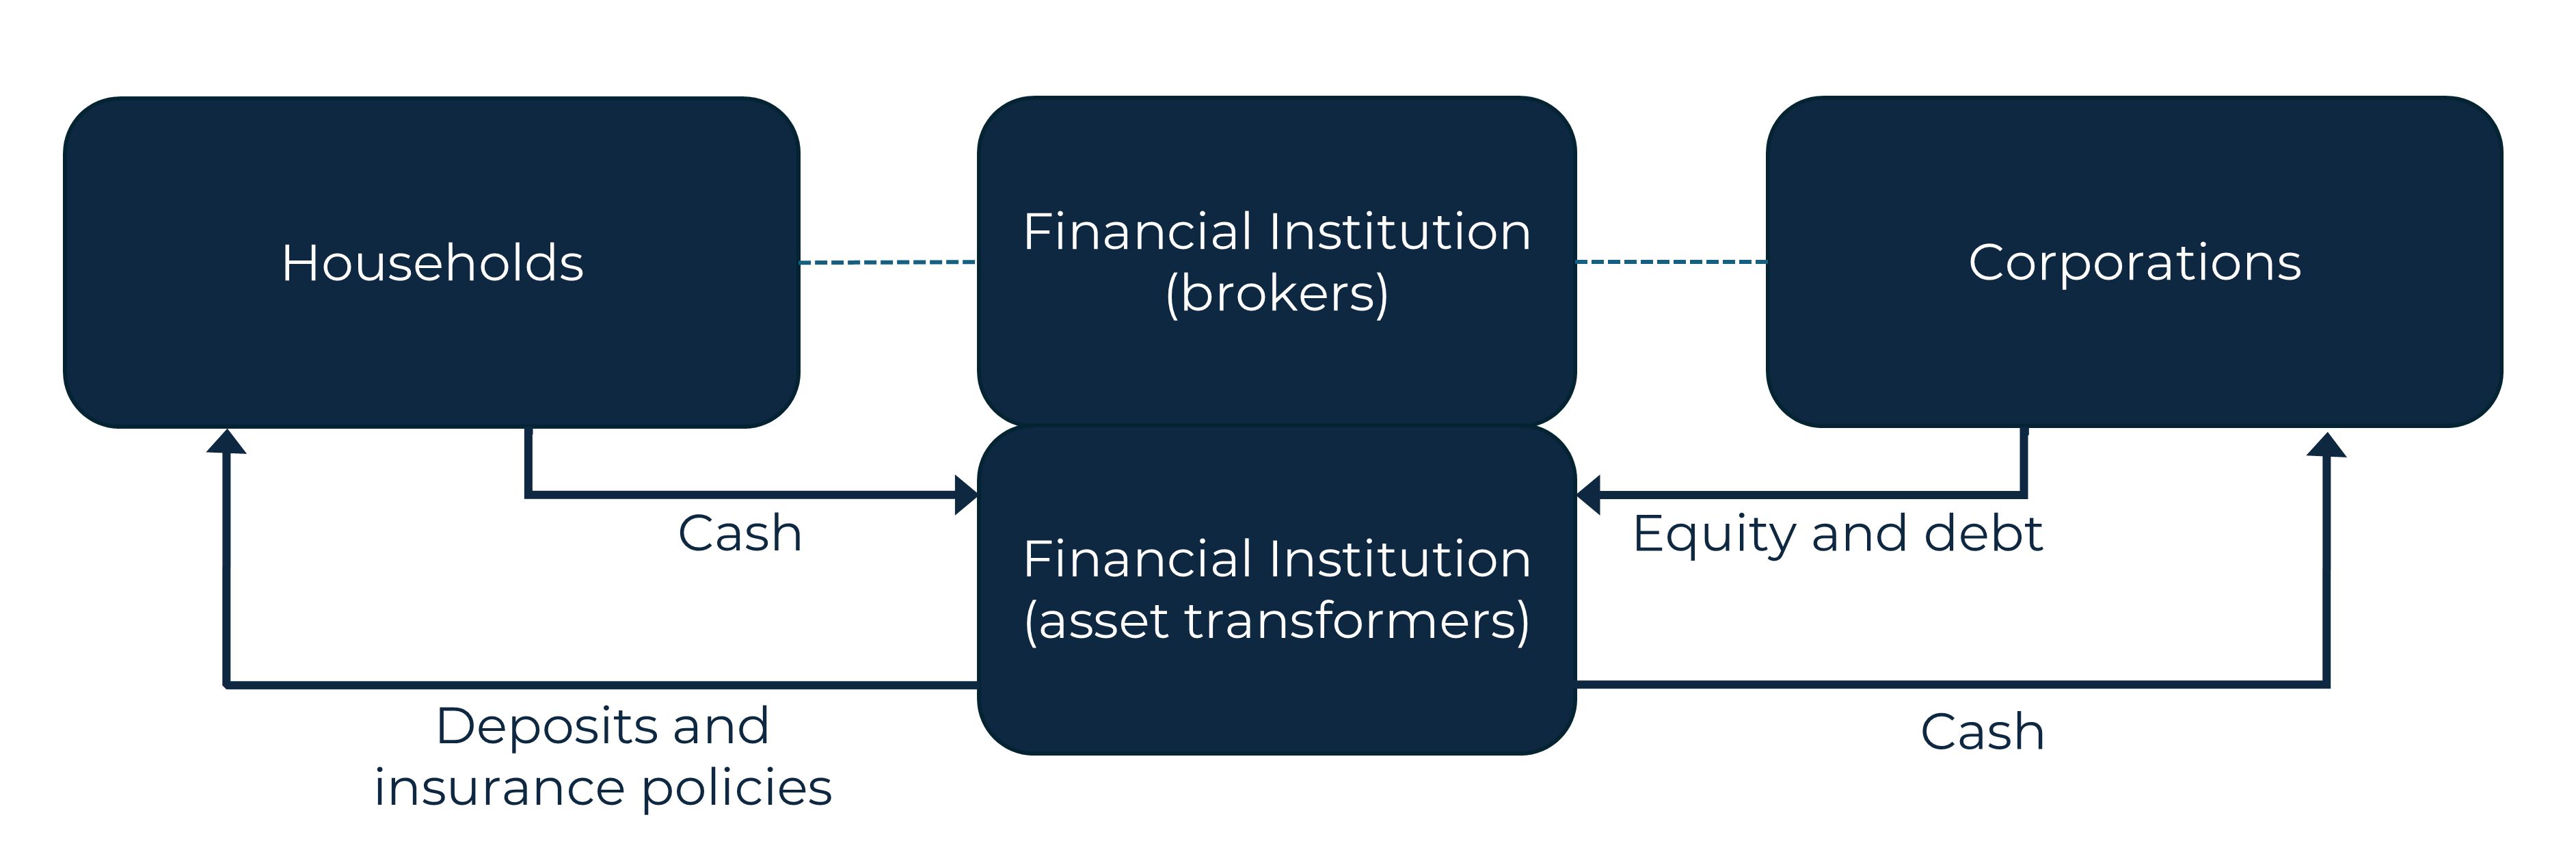 Households
Financial Institution
(brokers)
Corporations
Cash
Equity and debt
Financial Institution
(asset transformers)
Deposits and
insurance policies
Cash